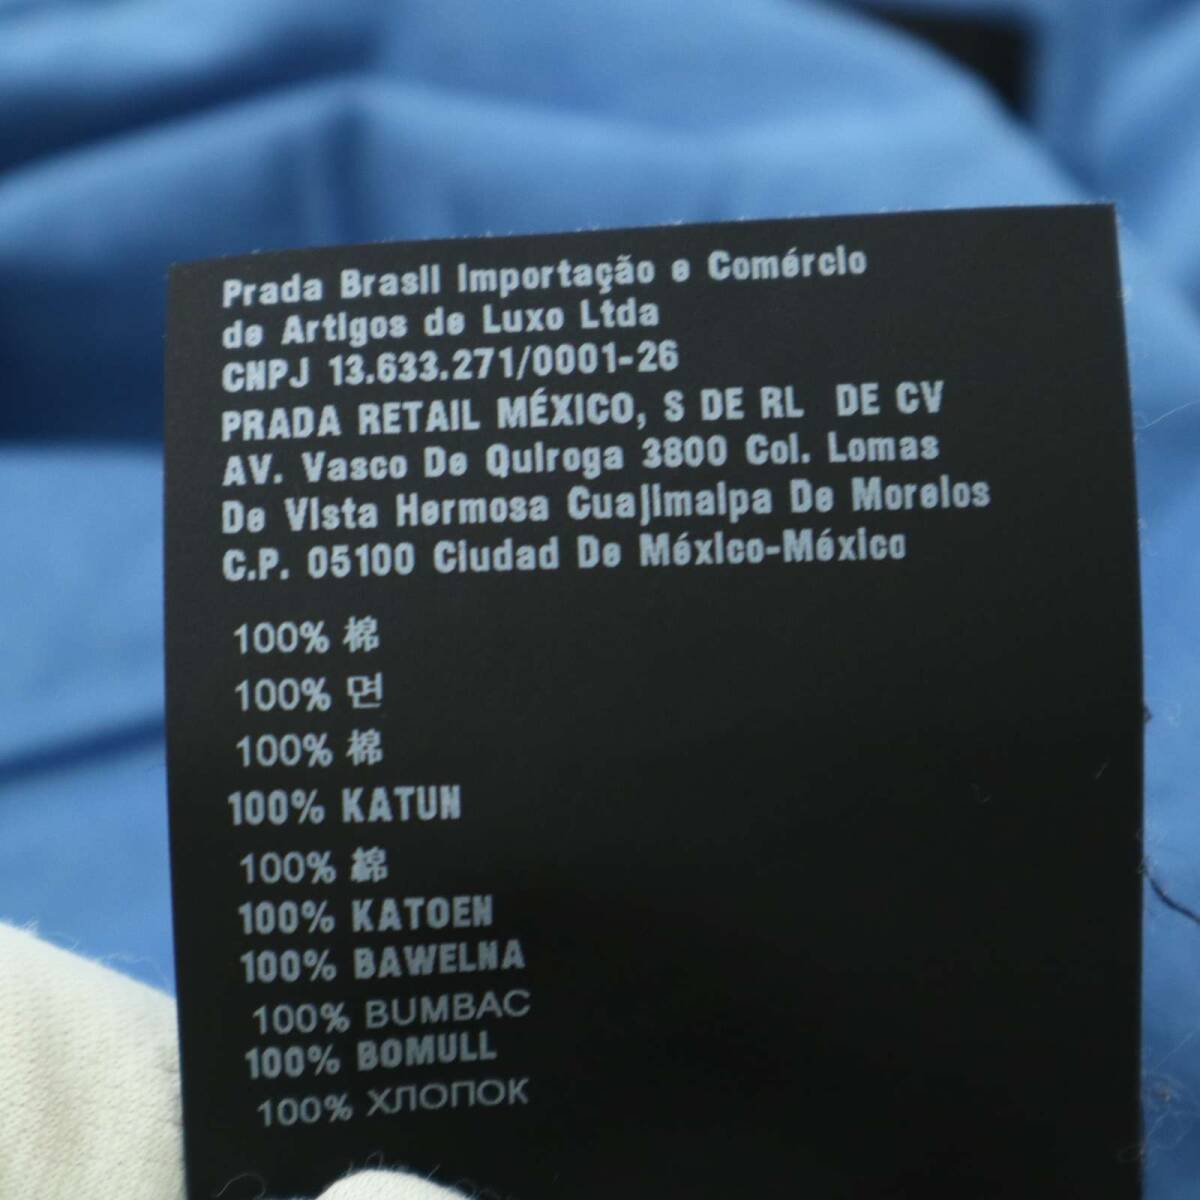 Prada Brasil Importação e Comércio
de Artigos de Luxo Ltda
CNPJ 13.633.271/0001-26
PRADA RETAIL MÉXICO, S DE RL DE CV
AV. Vasco De Quiroga 3800 Col. Lomas
De Vista Hermosa Cuajimalpa De Morelos
C.P. 05100 Ciudad De México-México
100% 棉
100% 면
100% 棉
100% KATUN
100% 綿
100% KATOEN
100% BAWELNA
100% BUMBAC
100% BOMULL
100% ХЛОПОК